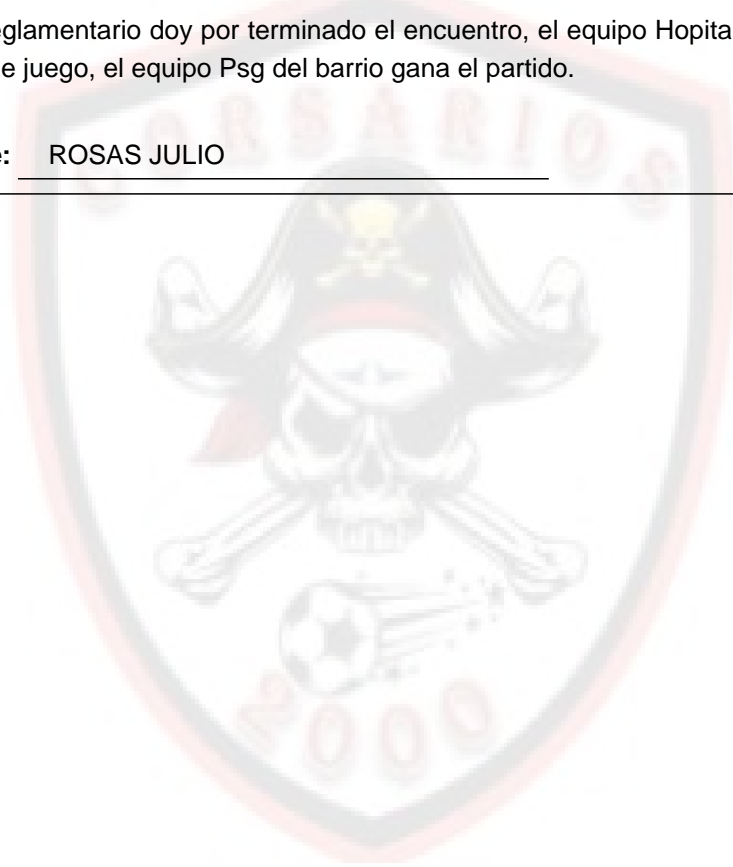 eglamentario doy por terminado el encuentro, el equipo Hopita
e juego, el equipo Psg del barrio gana el partido.
e: ROSAS JULIO
CORSARIOS
2000